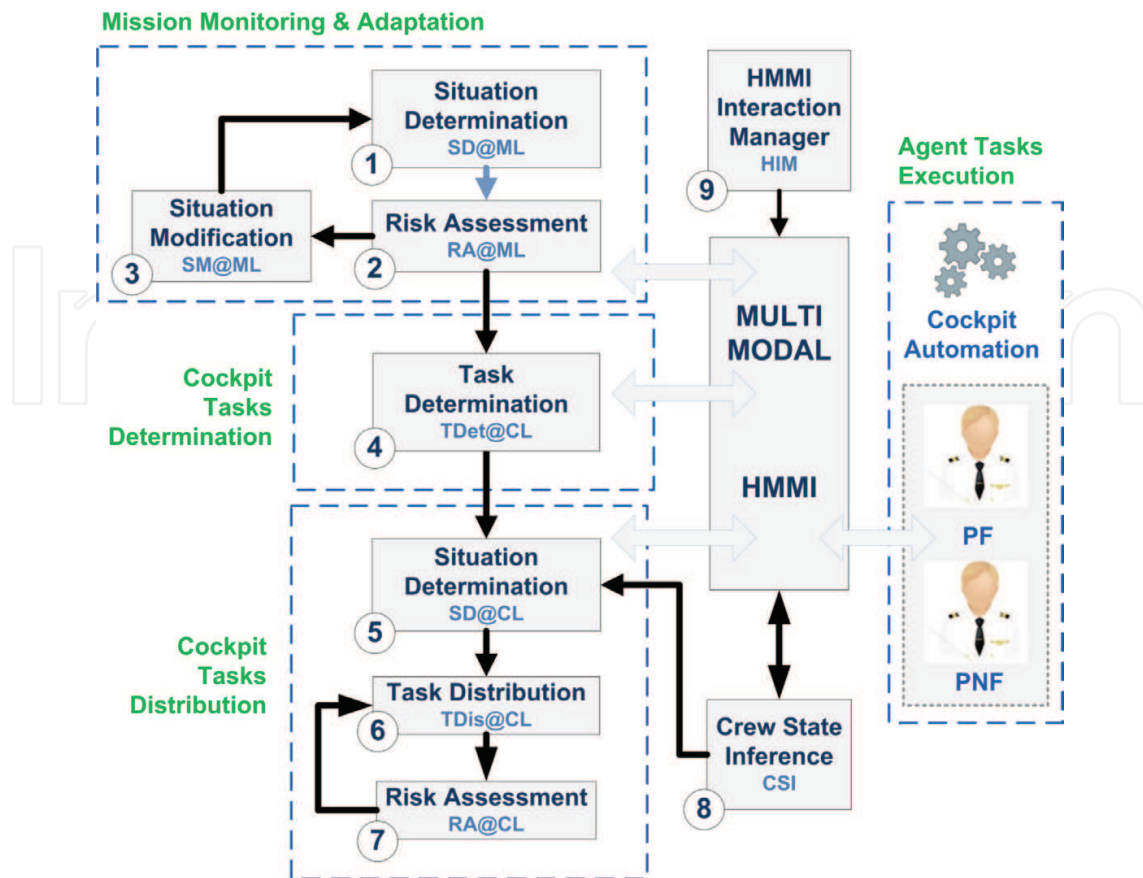 Mission Monitoring & Adaptation
Situation
Determination
SD@ML
1
Risk Assessment
RA@ML
2
Situation
Modification
SM@ML
3
Cockpit
Tasks
Determination
Task
Determination
TDet@CL
4
Cockpit
Tasks
Distribution
Situation
Determination
SD@CL
5
Task Distribution
TDis@CL
6
Risk Assessment
RA@CL
7
HMMI
Interaction
Manager
HIM
9
MULTI
MODAL
HMMI
Crew State
Inference
CSI
8
Agent Tasks
Execution
Cockpit
Automation
PF
PNF